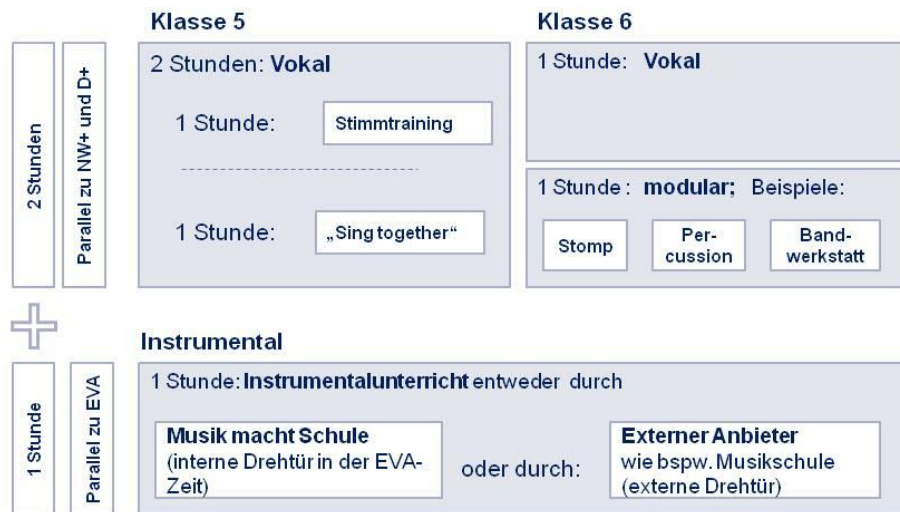 Klasse 5
Klasse 6
2 Stunden
Parallel zu NW+ und D+
2 Stunden: Vokal
1 Stunde: Stimmtraining
1 Stunde: „Sing together“
1 Stunde: Vokal
1 Stunde : modular; Beispiele:
Stomp
Per-
cussion
Band-
werkstatt
Instrumental
1 Stunde
Parallel zu EVA
1 Stunde: Instrumentalunterricht entweder durch
Musik macht Schule
(interne Drehtür in der EVA-
Zeit)
oder durch:
Externer Anbieter
wie bspw. Musikschule
(externe Drehtür)